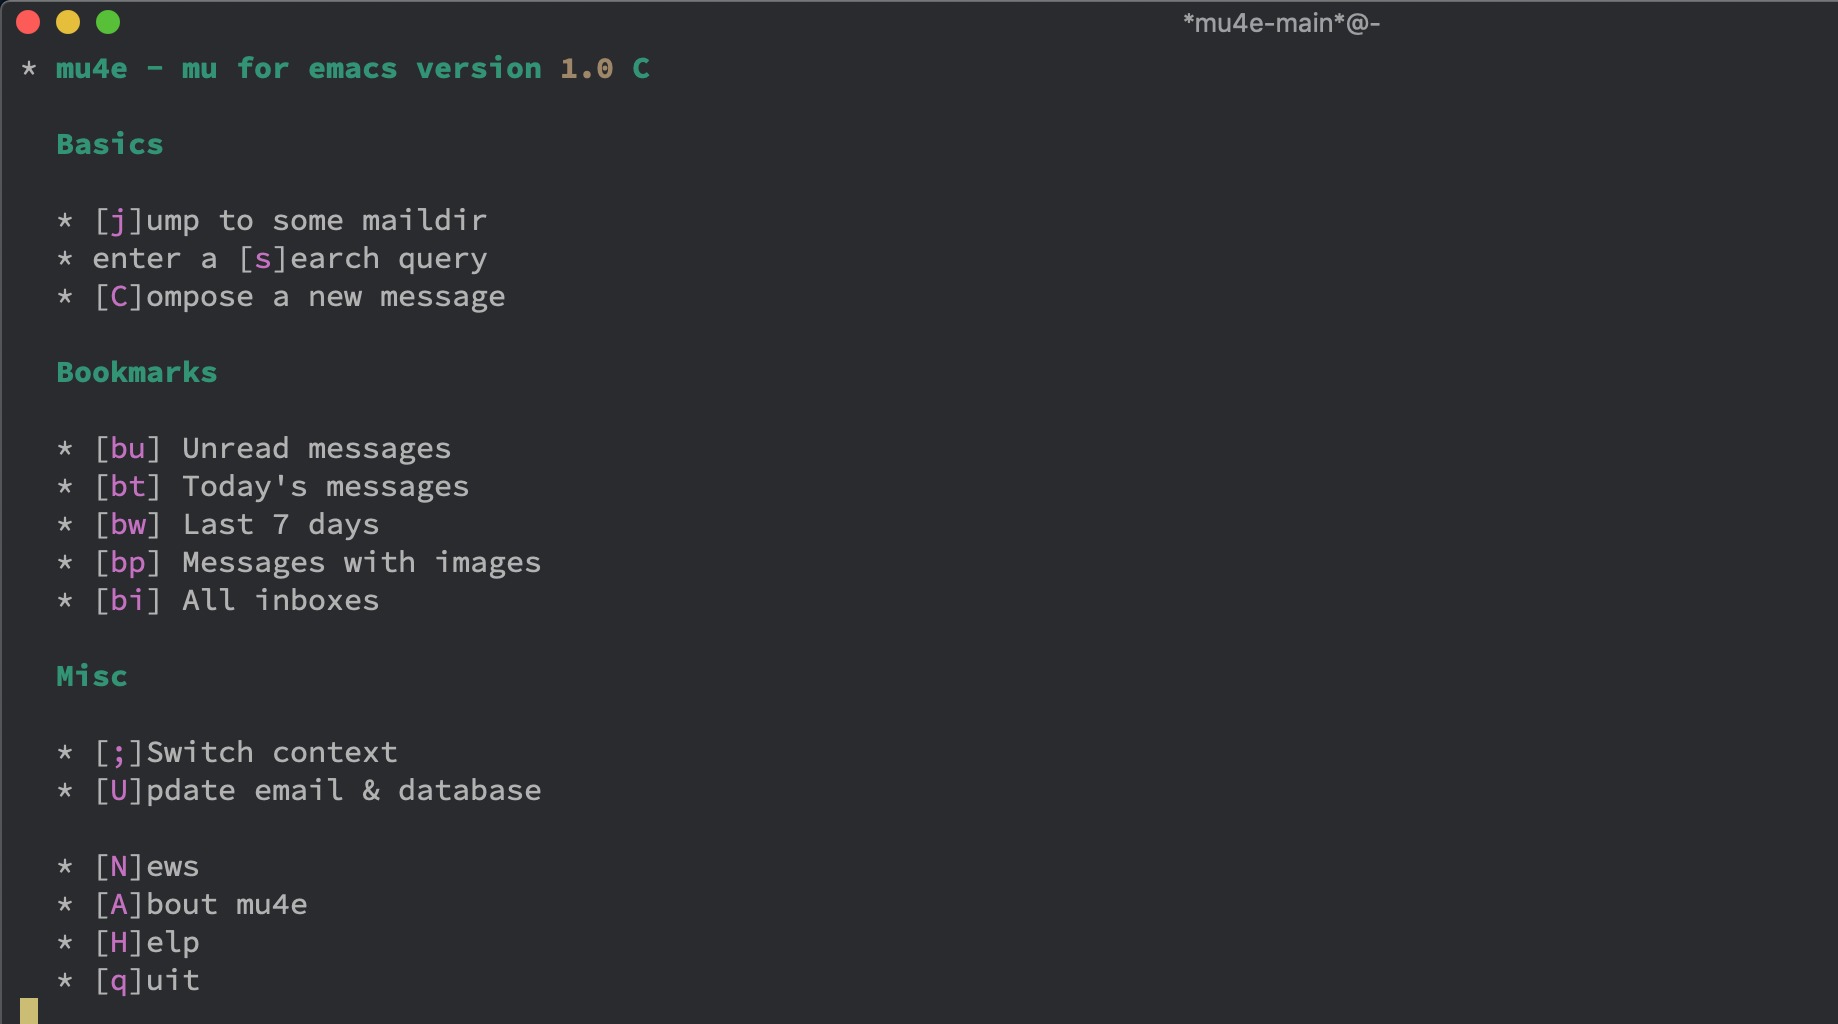 *mu4e-main*@-
* mu4e - mu for emacs version 1.0 C
Basics
* [j]ump to some maildir
* enter a [s]earch query
* [C]ompose a new message
Bookmarks
* [bu] Unread messages
* [bt] Today's messages
* [bw] Last 7 days
* [bp] Messages with images
* [bi] All inboxes
Misc
* [;]Switch context
* [U]pdate email & database
* [N]ews
* [A]bout mu4e
* [H]elp
* [q]uit